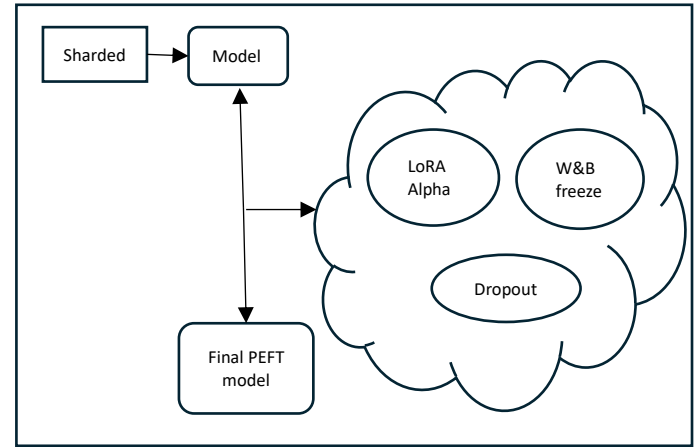 Sharded
Model
LoRA
Alpha
W&B
freeze
Dropout
Final PEFT
model